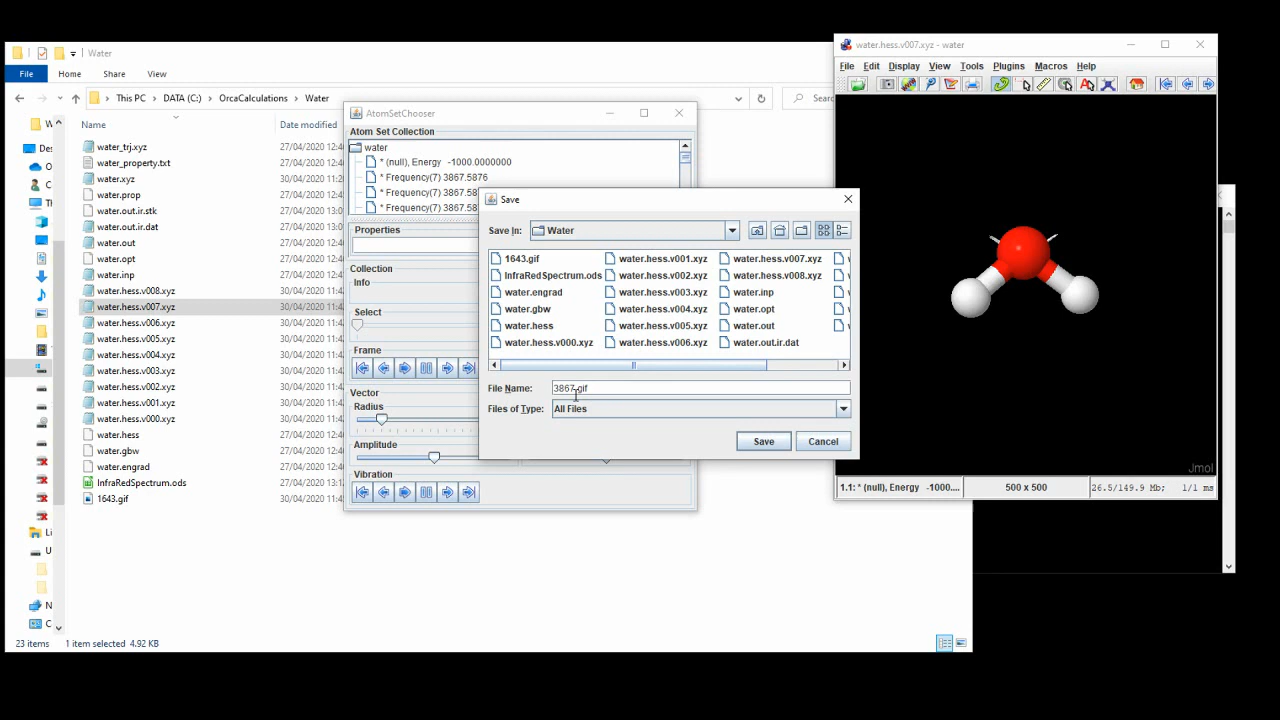 Water
File
Home
Share
View
This PC
DATA (C:)
OrcaCalculations
Water
Name
Date modified
water_trj.xyz
water_property.txt
water.xyz
water.prop
water.out.ir.stk
water.out.ir.dat
water.out
water.opt
water.inp
water.hess.v008.xyz
water.hess.v007.xyz
water.hess.v006.xyz
water.hess.v005.xyz
water.hess.v004.xyz
water.hess.v003.xyz
water.hess.v002.xyz
water.hess.v001.xyz
water.hess.v000.xyz
water.hess
water.gbw
water.engrad
InfraRedSpectrum.ods
1643.gif
23 items
1 item selected 4.92 KB
AtomSetChooser
Atom Set Collection
water
* (null), Energy -1000.0000000
* Frequency(7) 3867.5876
* Frequency(7) 3867.58
* Frequency(7) 3867.58
Properties
Collection
Info
Select
Frame
Vector
Radius
Amplitude
Vibration
Save
Save In:
Water
1643.gif
InfraRedSpectrum.ods
water.engrad
water.gbw
water.hess
water.hess.v000.xyz
water.hess.v001.xyz
water.hess.v002.xyz
water.hess.v003.xyz
water.hess.v004.xyz
water.hess.v005.xyz
water.hess.v006.xyz
water.hess.v007.xyz
water.hess.v008.xyz
water.inp
water.opt
water.out
water.out.ir.dat
File Name:
3867.gif
Files of Type:
All Files
Save
Cancel
water.hess.v007.xyz - water
File
Edit
Display
View
Tools
Plugins
Macros
Help
Jmol
1.1: * (null), Energy -1000....
500 x 500
26.5/149.9 Mb; 1/1 ms